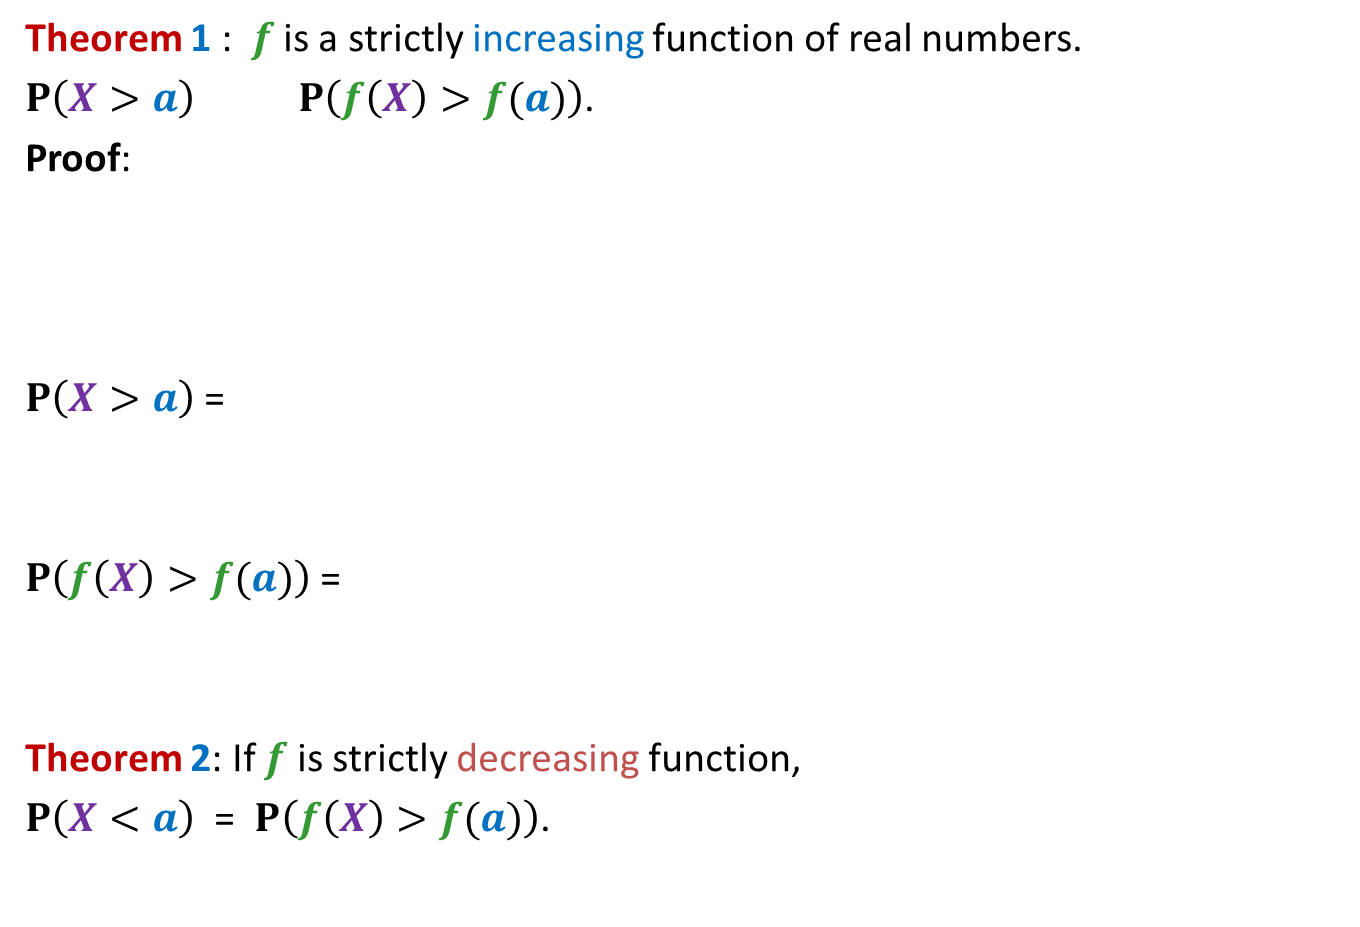 Theorem 1 : f is a strictly increasing function of real numbers.
P(X > a) P(f(X) > f(a)).
Proof:
P(X > a) =
P(f(X) > f(a)) =
Theorem 2: If f is strictly decreasing function,
P(X < a) = P(f(X) > f(a)).